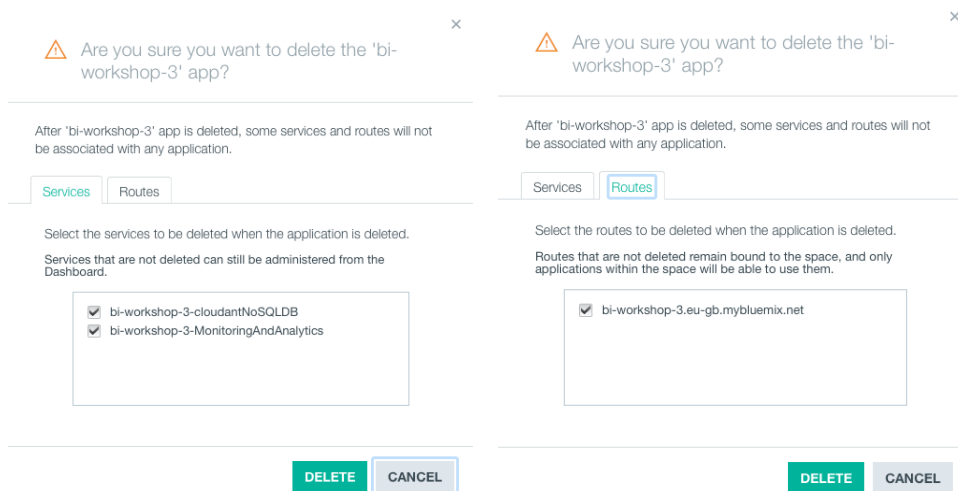 ×
Are you sure you want to delete the 'bi-
workshop-3' app?
After 'bi-workshop-3' app is deleted, some services and routes will not
be associated with any application.
Services
Routes
Select the services to be deleted when the application is deleted.
Services that are not deleted can still be administered from the
Dashboard.
bi-workshop-3-cloudantNoSQLDB
bi-workshop-3-MonitoringAndAnalytics
DELETE
CANCEL
×
Are you sure you want to delete the 'bi-
workshop-3' app?
After 'bi-workshop-3' app is deleted, some services and routes will not
be associated with any application.
Services
Routes
Select the routes to be deleted when the application is deleted.
Routes that are not deleted remain bound to the space, and only
applications within the space will be able to use them.
bi-workshop-3.eu-gb.mybluemix.net
DELETE
CANCEL